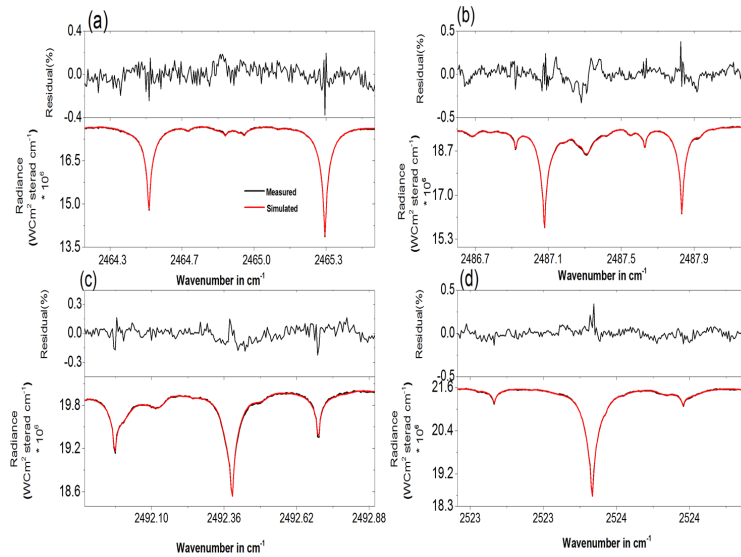 (a)
0.4
0.0
-0.4
Residual(%)
16.5
15.0
13.5
Radiance
(WCm² sterad cm⁻¹)
* 10⁶
Measured
Simulated
2464.3 2464.7 2465.0 2465.3
Wavenumber in cm⁻¹
(b)
0.5
0.0
-0.5
Residual(%)
18.7
17.0
15.3
Radiance
(WCm² sterad cm⁻¹)
* 10⁶
2486.7 2487.1 2487.5 2487.9
Wavenumber in cm⁻¹
(c)
0.3
0.0
-0.3
Residual(%)
19.8
19.2
18.6
Radiance
(WCm² sterad cm⁻¹)
* 10⁶
2492.10 2492.36 2492.62 2492.88
Wavenumber in cm⁻¹
(d)
0.5
0.0
-0.5
Residual(%)
21.6
20.4
19.2
18.3
Radiance
(WCm² sterad cm⁻¹)
* 10⁶
2523 2523 2524 2524
Wavenumber in cm⁻¹